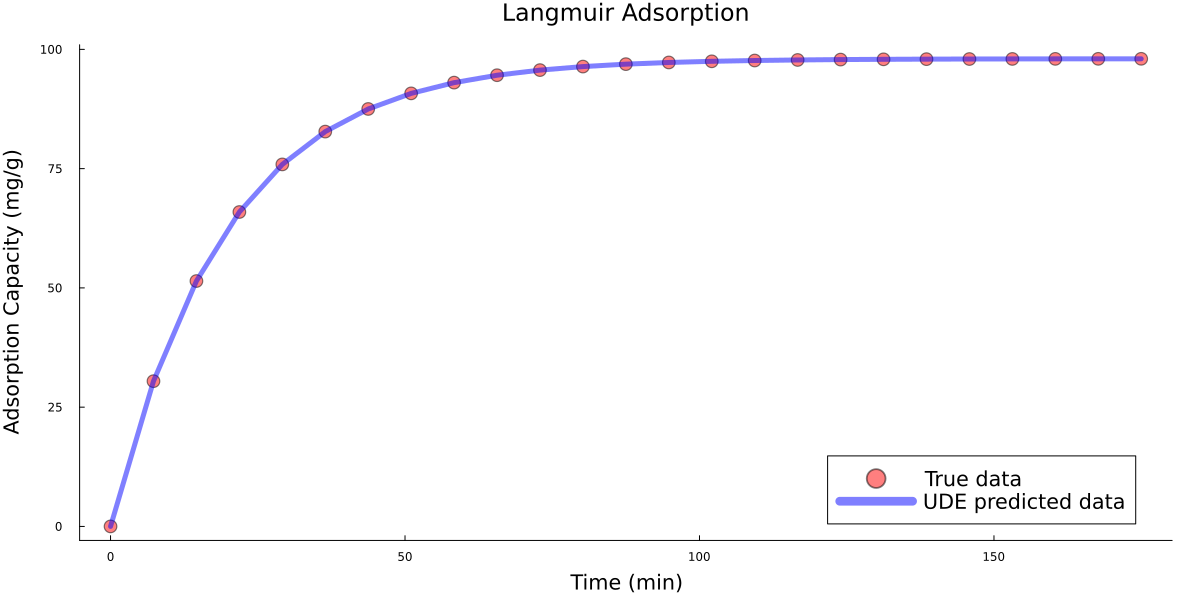 Langmuir Adsorption
Adsorption Capacity (mg/g)
100
75
50
25
0
0 50 100 150
Time (min)
True data
UDE predicted data